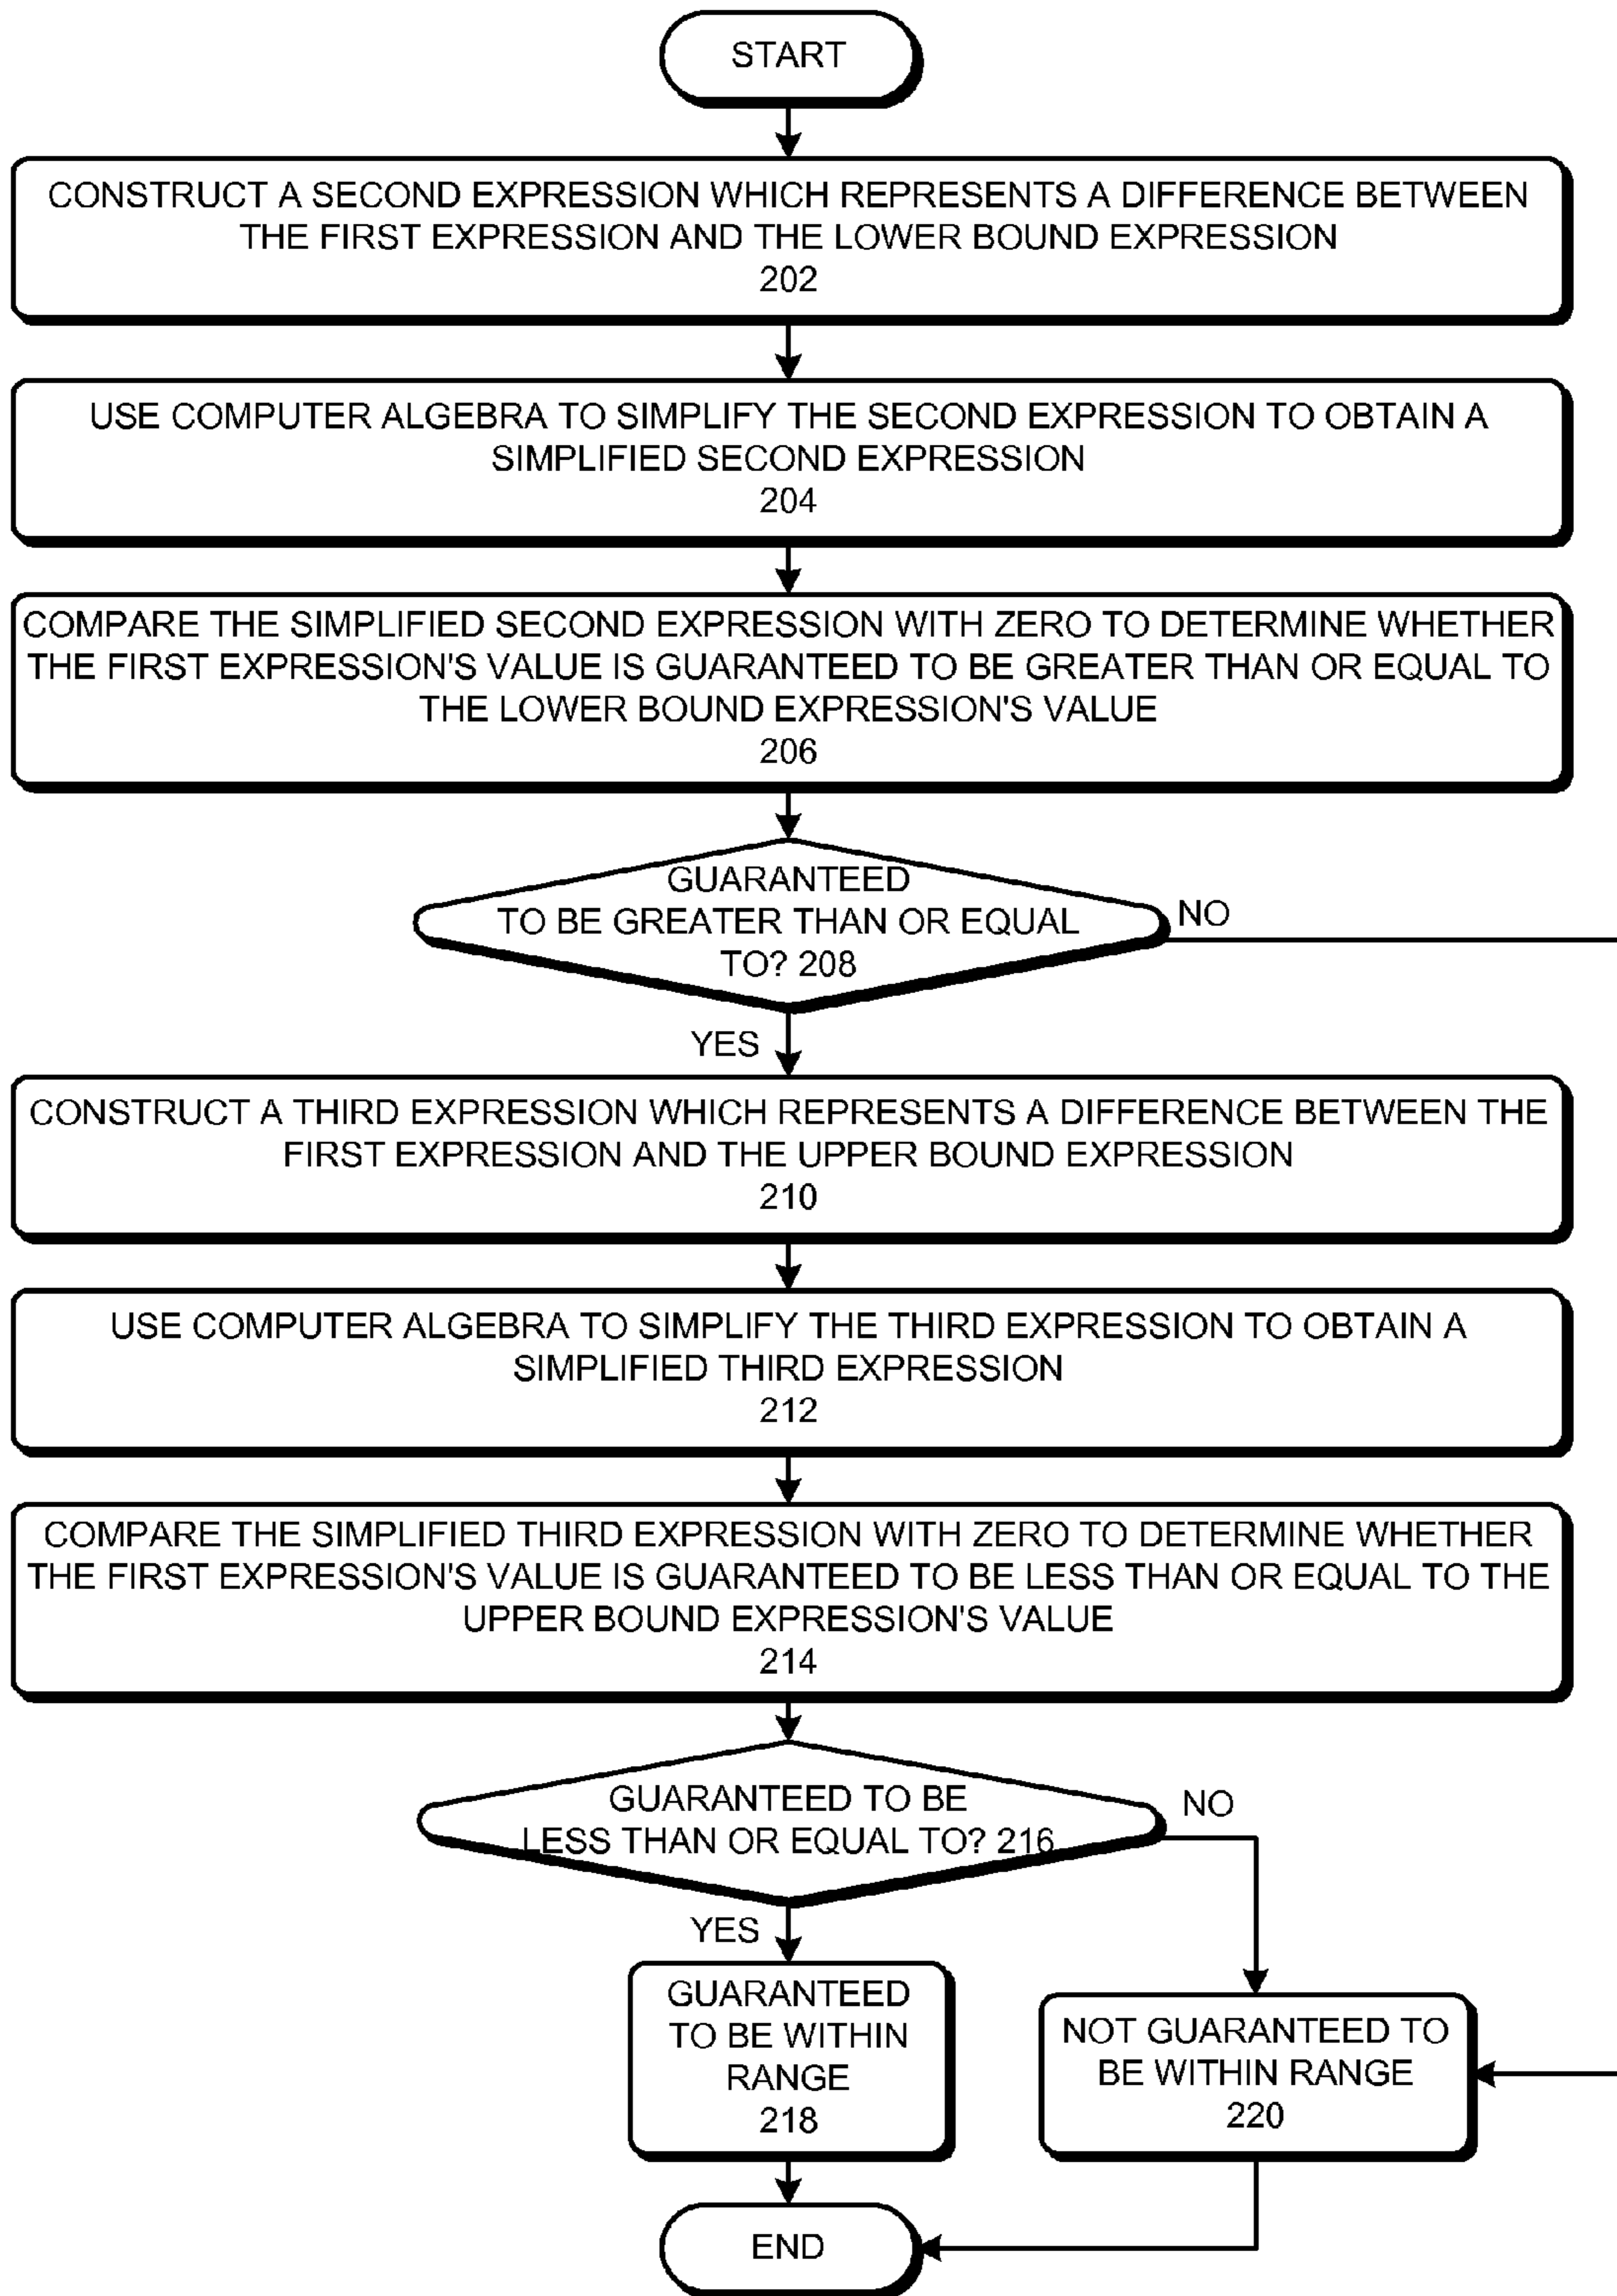 START
CONSTRUCT A SECOND EXPRESSION WHICH REPRESENTS A DIFFERENCE BETWEEN
THE FIRST EXPRESSION AND THE LOWER BOUND EXPRESSION
202
USE COMPUTER ALGEBRA TO SIMPLIFY THE SECOND EXPRESSION TO OBTAIN A
SIMPLIFIED SECOND EXPRESSION
204
COMPARE THE SIMPLIFIED SECOND EXPRESSION WITH ZERO TO DETERMINE WHETHER
THE FIRST EXPRESSION'S VALUE IS GUARANTEED TO BE GREATER THAN OR EQUAL TO
THE LOWER BOUND EXPRESSION'S VALUE
206
GUARANTEED
TO BE GREATER THAN OR EQUAL
TO? 208
NO
YES
CONSTRUCT A THIRD EXPRESSION WHICH REPRESENTS A DIFFERENCE BETWEEN THE
FIRST EXPRESSION AND THE UPPER BOUND EXPRESSION
210
USE COMPUTER ALGEBRA TO SIMPLIFY THE THIRD EXPRESSION TO OBTAIN A
SIMPLIFIED THIRD EXPRESSION
212
COMPARE THE SIMPLIFIED THIRD EXPRESSION WITH ZERO TO DETERMINE WHETHER
THE FIRST EXPRESSION'S VALUE IS GUARANTEED TO BE LESS THAN OR EQUAL TO THE
UPPER BOUND EXPRESSION'S VALUE
214
GUARANTEED TO BE
LESS THAN OR EQUAL TO? 216
NO
YES
GUARANTEED
TO BE WITHIN
RANGE
218
NOT GUARANTEED TO
BE WITHIN RANGE
220
END